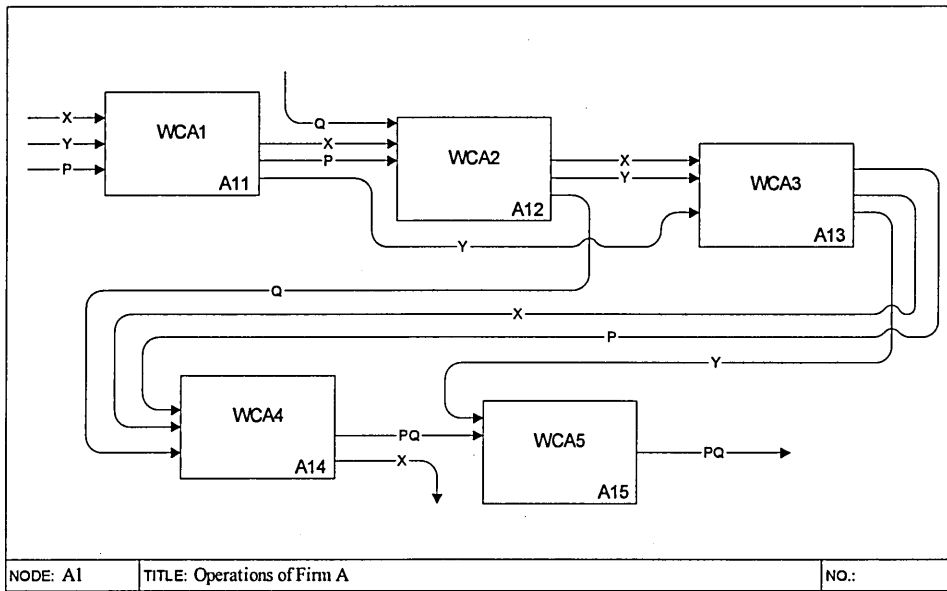 Q
X
WCA1
X
Y
P
WCA2
X
Y
P
A11
Y
WCA3
A12
Y
A13
Q
X
P
Y
WCA4
PQ
WCA5
X
PQ
A14
A15
NODE: A1
TITLE: Operations of Firm A
NO.: